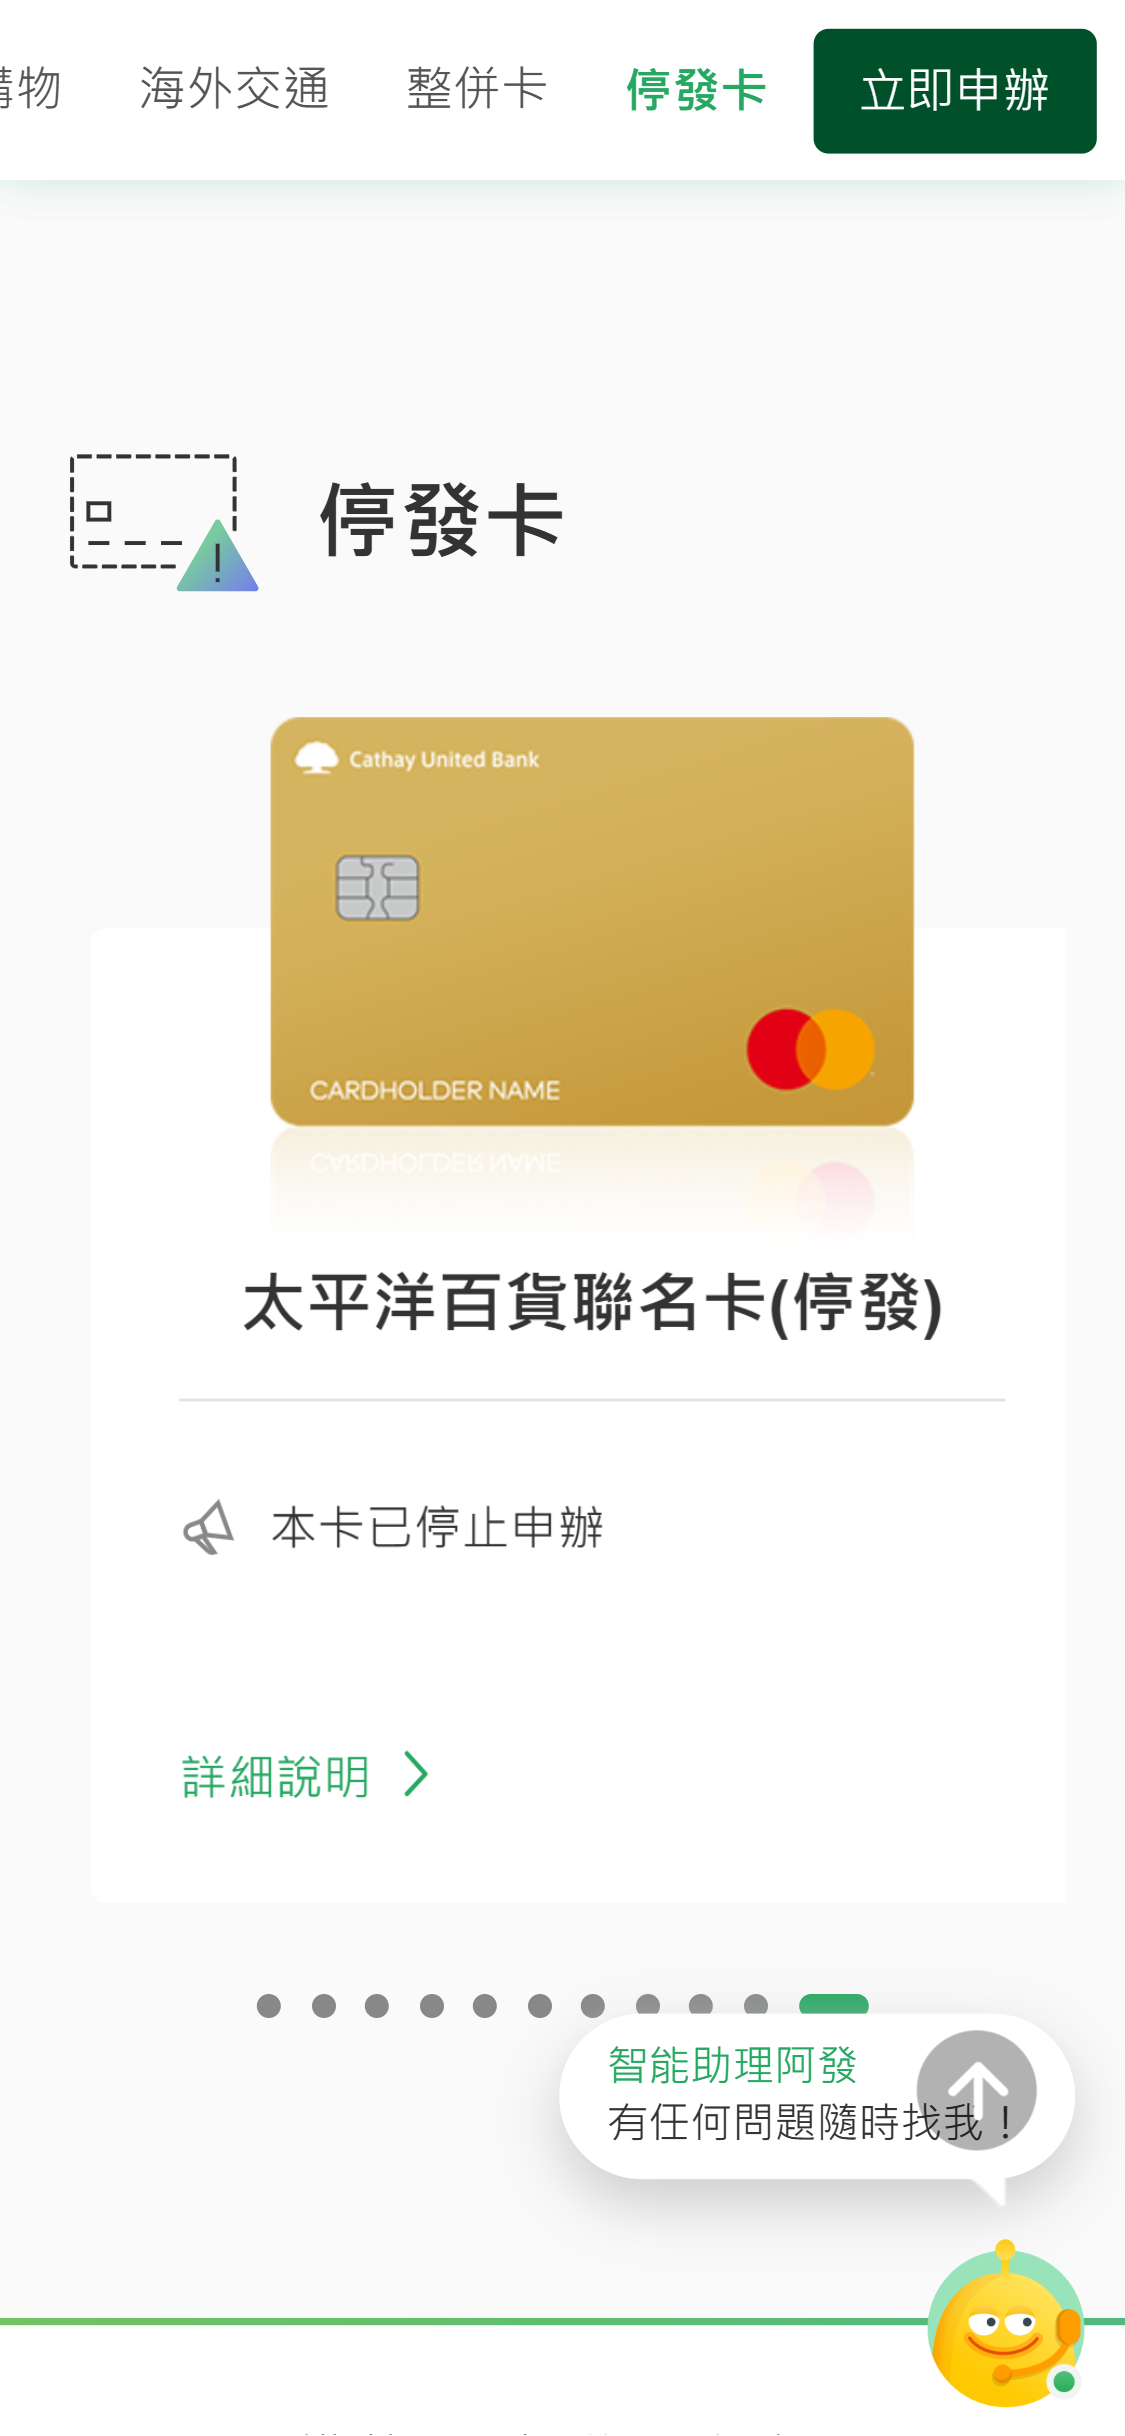 購物 海外交通 整併卡 停發卡 立即申辦
停發卡
Cathay United Bank
CARDHOLDER NAME
太平洋百貨聯名卡(停發)
本卡已停止申辦
詳細說明
智能助理阿發
有任何問題隨時找我！